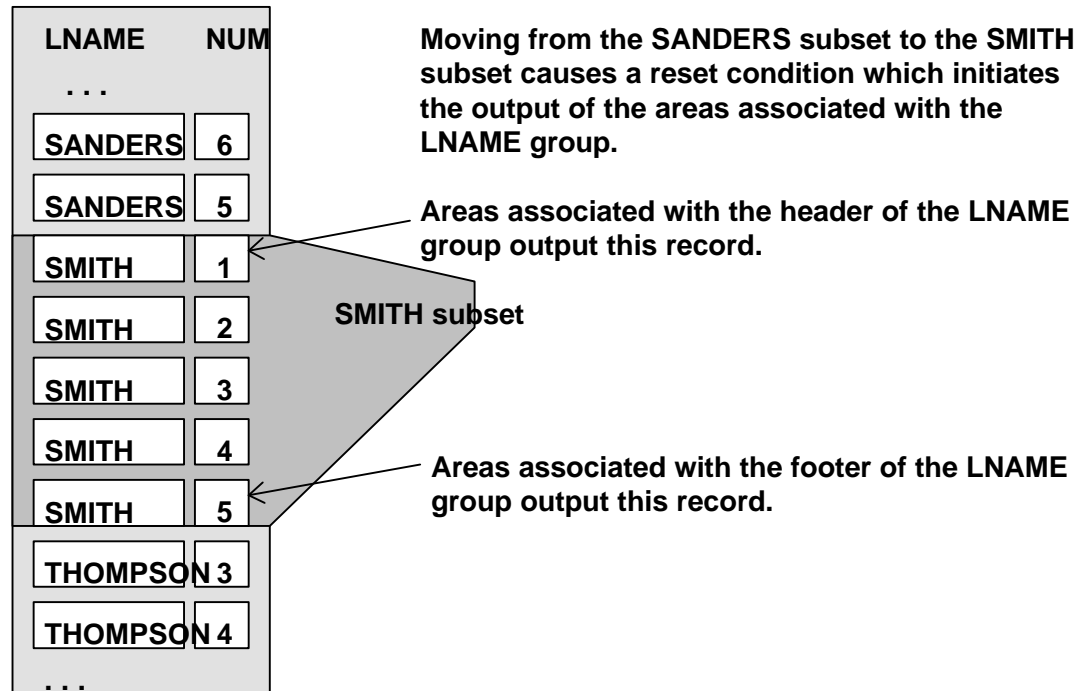 LNAME NUM
. . .
SANDERS 6
SANDERS 5
SMITH 1
SMITH 2
SMITH 3
SMITH 4
SMITH 5
THOMPSON 3
THOMPSON 4
. . .
Moving from the SANDERS subset to the SMITH
subset causes a reset condition which initiates
the output of the areas associated with the
LNAME group.
Areas associated with the header of the LNAME
group output this record.
SMITH subset
Areas associated with the footer of the LNAME
group output this record.